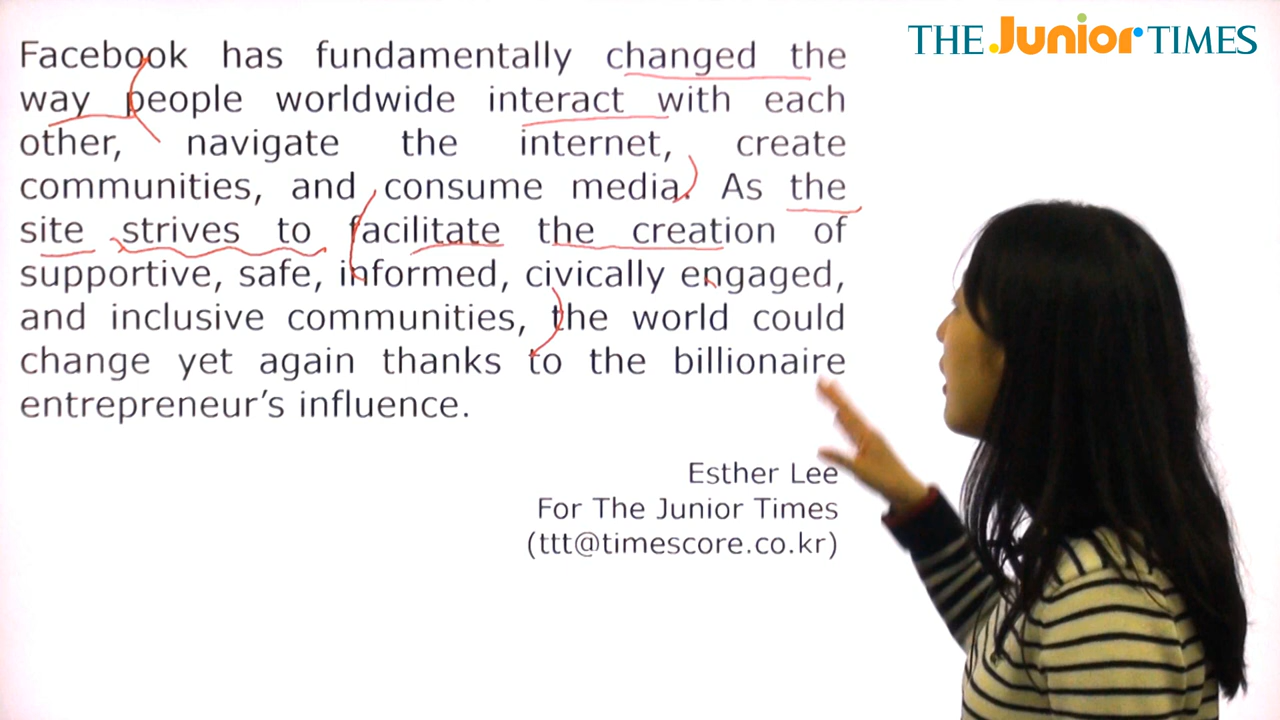 THE Junior TIMES
Facebook has fundamentally changed the
way people worldwide interact with each
other, navigate the internet, create
communities, and consume media. As the
site strives to facilitate the creation of
supportive, safe, informed, civically engaged,
and inclusive communities, the world could
change yet again thanks to the billionaire
entrepreneur’s influence.
Esther Lee
For The Junior Times
(ttt@timescore.co.kr)